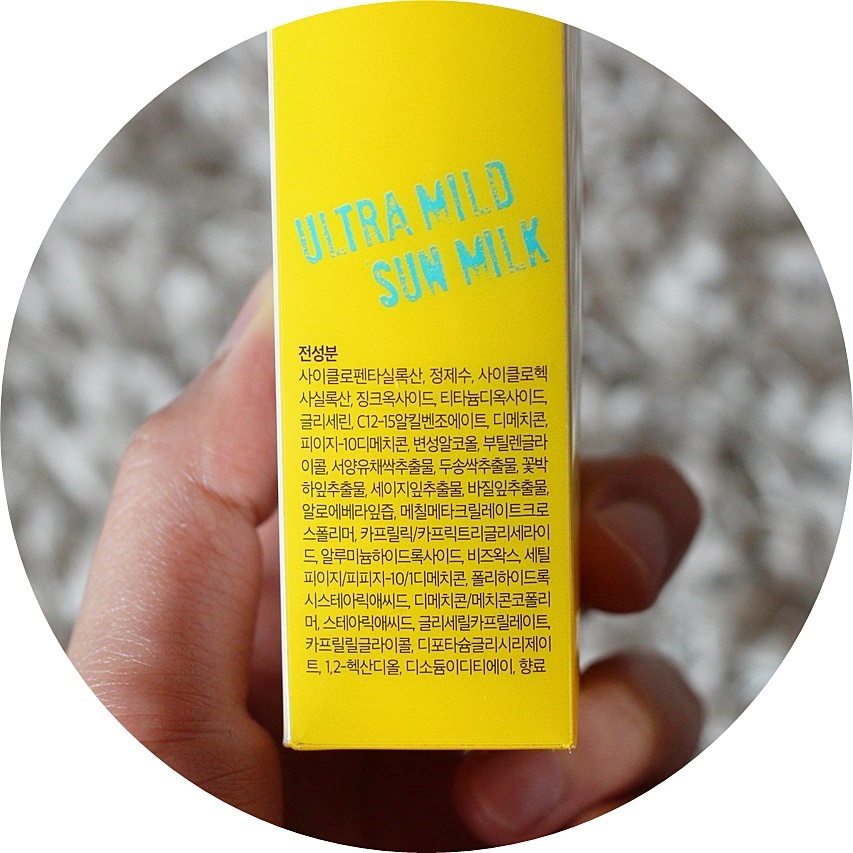 ULTRA MILD
SUN MILK
전성분
사이클로펜타실록산, 정제수, 사이클로헥
사실록산, 징크옥사이드, 티타늄디옥사이드,
글리세린, C12-15알킬벤조에이트, 디메치콘,
피이지-10디메치콘, 변성알코올, 부틸렌글라
이콜, 서양유채싹추출물, 두송싹추출물, 꽃박
하잎추출물, 세이지잎추출물, 바질잎추출물,
알로에베라잎즙, 메칠메타크릴레이트크로
스폴리머, 카프릴릭/카프릭트리글리세라이
드, 알루미늄하이드록사이드, 비즈왁스, 세틸
피이지/피피지-10/1디메치콘, 폴리하이드록
시스테아릭애씨드, 디메치콘/메치콘코폴리
머, 스테아릭애씨드, 글리세릴카프릴레이트,
카프릴릴글라이콜, 디포타슘글리시리제이
트, 1,2-헥산디올, 디소듐이디티에이, 향료